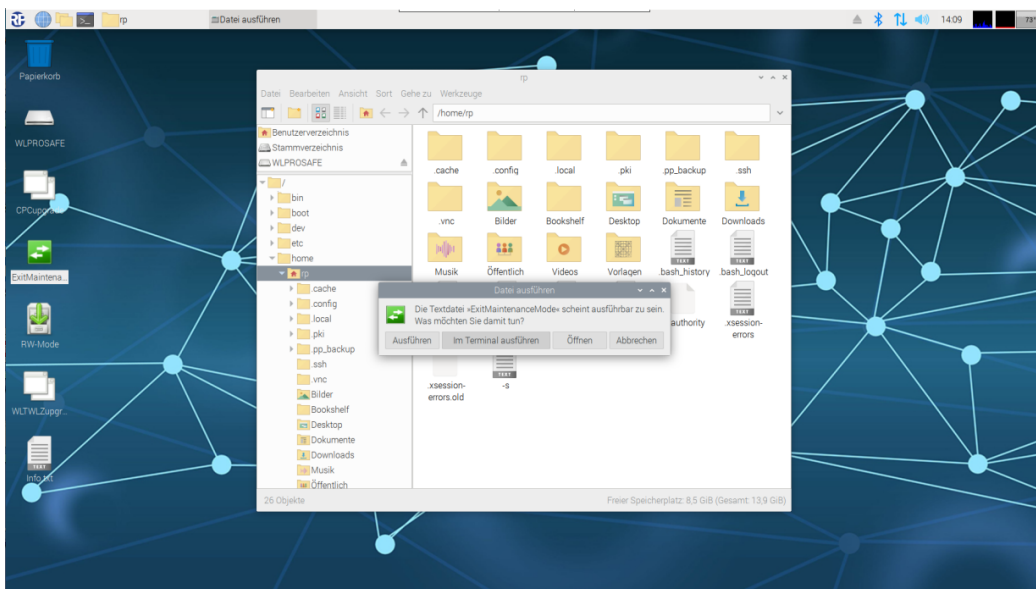 rp
Datei ausführen
14:09
73°
Papierkorb
WLPROSAFE
CPCupgrade
ExitMaintena...
RW-Mode
WLTWLZupgr...
Info.txt
rp
Datei Bearbeiten Ansicht Sort Gehe zu Werkzeuge
/home/rp
Benutzerverzeichnis
Stammverzeichnis
WLPROSAFE
/
bin
boot
dev
etc
home
rp
.cache
.config
.local
.pki
.pp_backup
.ssh
.vnc
Bilder
Bookshelf
Desktop
Dokumente
Downloads
Musik
Öffentlich
.cache .config .local .pki .pp_backup .ssh
.vnc Bilder Bookshelf Desktop Dokumente Downloads
Musik Öffentlich Videos Vorlagen .bash_history .bash_logout
authority .xsession-
errors
.xsession- -s
errors.old
Datei ausführen
Die Textdatei »ExitMaintenanceMode« scheint ausführbar zu sein.
Was möchten Sie damit tun?
Ausführen Im Terminal ausführen Öffnen Abbrechen
26 Objekte Freier Speicherplatz: 8,5 GiB (Gesamt: 13,9 GiB)